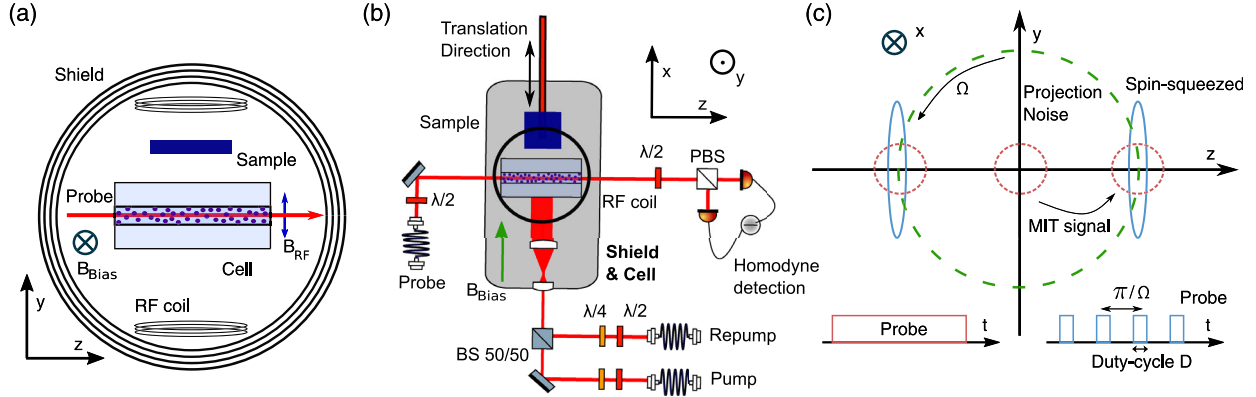 (a)
Shield
Sample
Probe
B_Bias
B_RF
Cell
RF coil
y
z
(b)
Translation
Direction
x
y
z
Sample
λ/2
PBS
λ/2
RF coil
Probe
Shield
& Cell
Homodyne
detection
B_Bias
λ/4
λ/2
Repump
BS 50/50
Pump
(c)
x
y
Ω
Projection
Noise
Spin-squeezed
z
MIT signal
Probe
t
π/Ω
Probe
t
Duty-cycle D